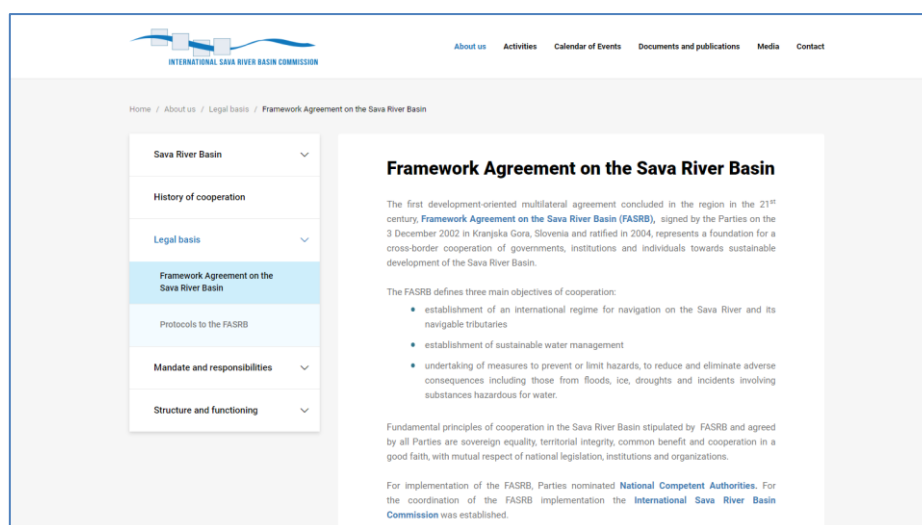 INTERNATIONAL SAVA RIVER BASIN COMMISSION
About us Activities Calendar of Events Documents and publications Media Contact
Home / About us / Legal basis / Framework Agreement on the Sava River Basin
Sava River Basin
History of cooperation
Legal basis
Framework Agreement on the
Sava River Basin
Protocols to the FASRB
Mandate and responsibilities
Structure and functioning
Framework Agreement on the Sava River Basin
The first development-oriented multilateral agreement concluded in the region in the 21st
century, Framework Agreement on the Sava River Basin (FASRB), signed by the Parties on the
3 December 2002 in Kranjska Gora, Slovenia and ratified in 2004, represents a foundation for a
cross-border cooperation of governments, institutions and individuals towards sustainable
development of the Sava River Basin.
The FASRB defines three main objectives of cooperation:
• establishment of an international regime for navigation on the Sava River and its
navigable tributaries
• establishment of sustainable water management
• undertaking of measures to prevent or limit hazards, to reduce and eliminate adverse
consequences including those from floods, ice, droughts and incidents involving
substances hazardous for water.
Fundamental principles of cooperation in the Sava River Basin stipulated by FASRB and agreed
by all Parties are sovereign equality, territorial integrity, common benefit and cooperation in a
good faith, with mutual respect of national legislation, institutions and organizations.
For implementation of the FASRB, Parties nominated National Competent Authorities. For
the coordination of the FASRB implementation the International Sava River Basin
Commission was established.